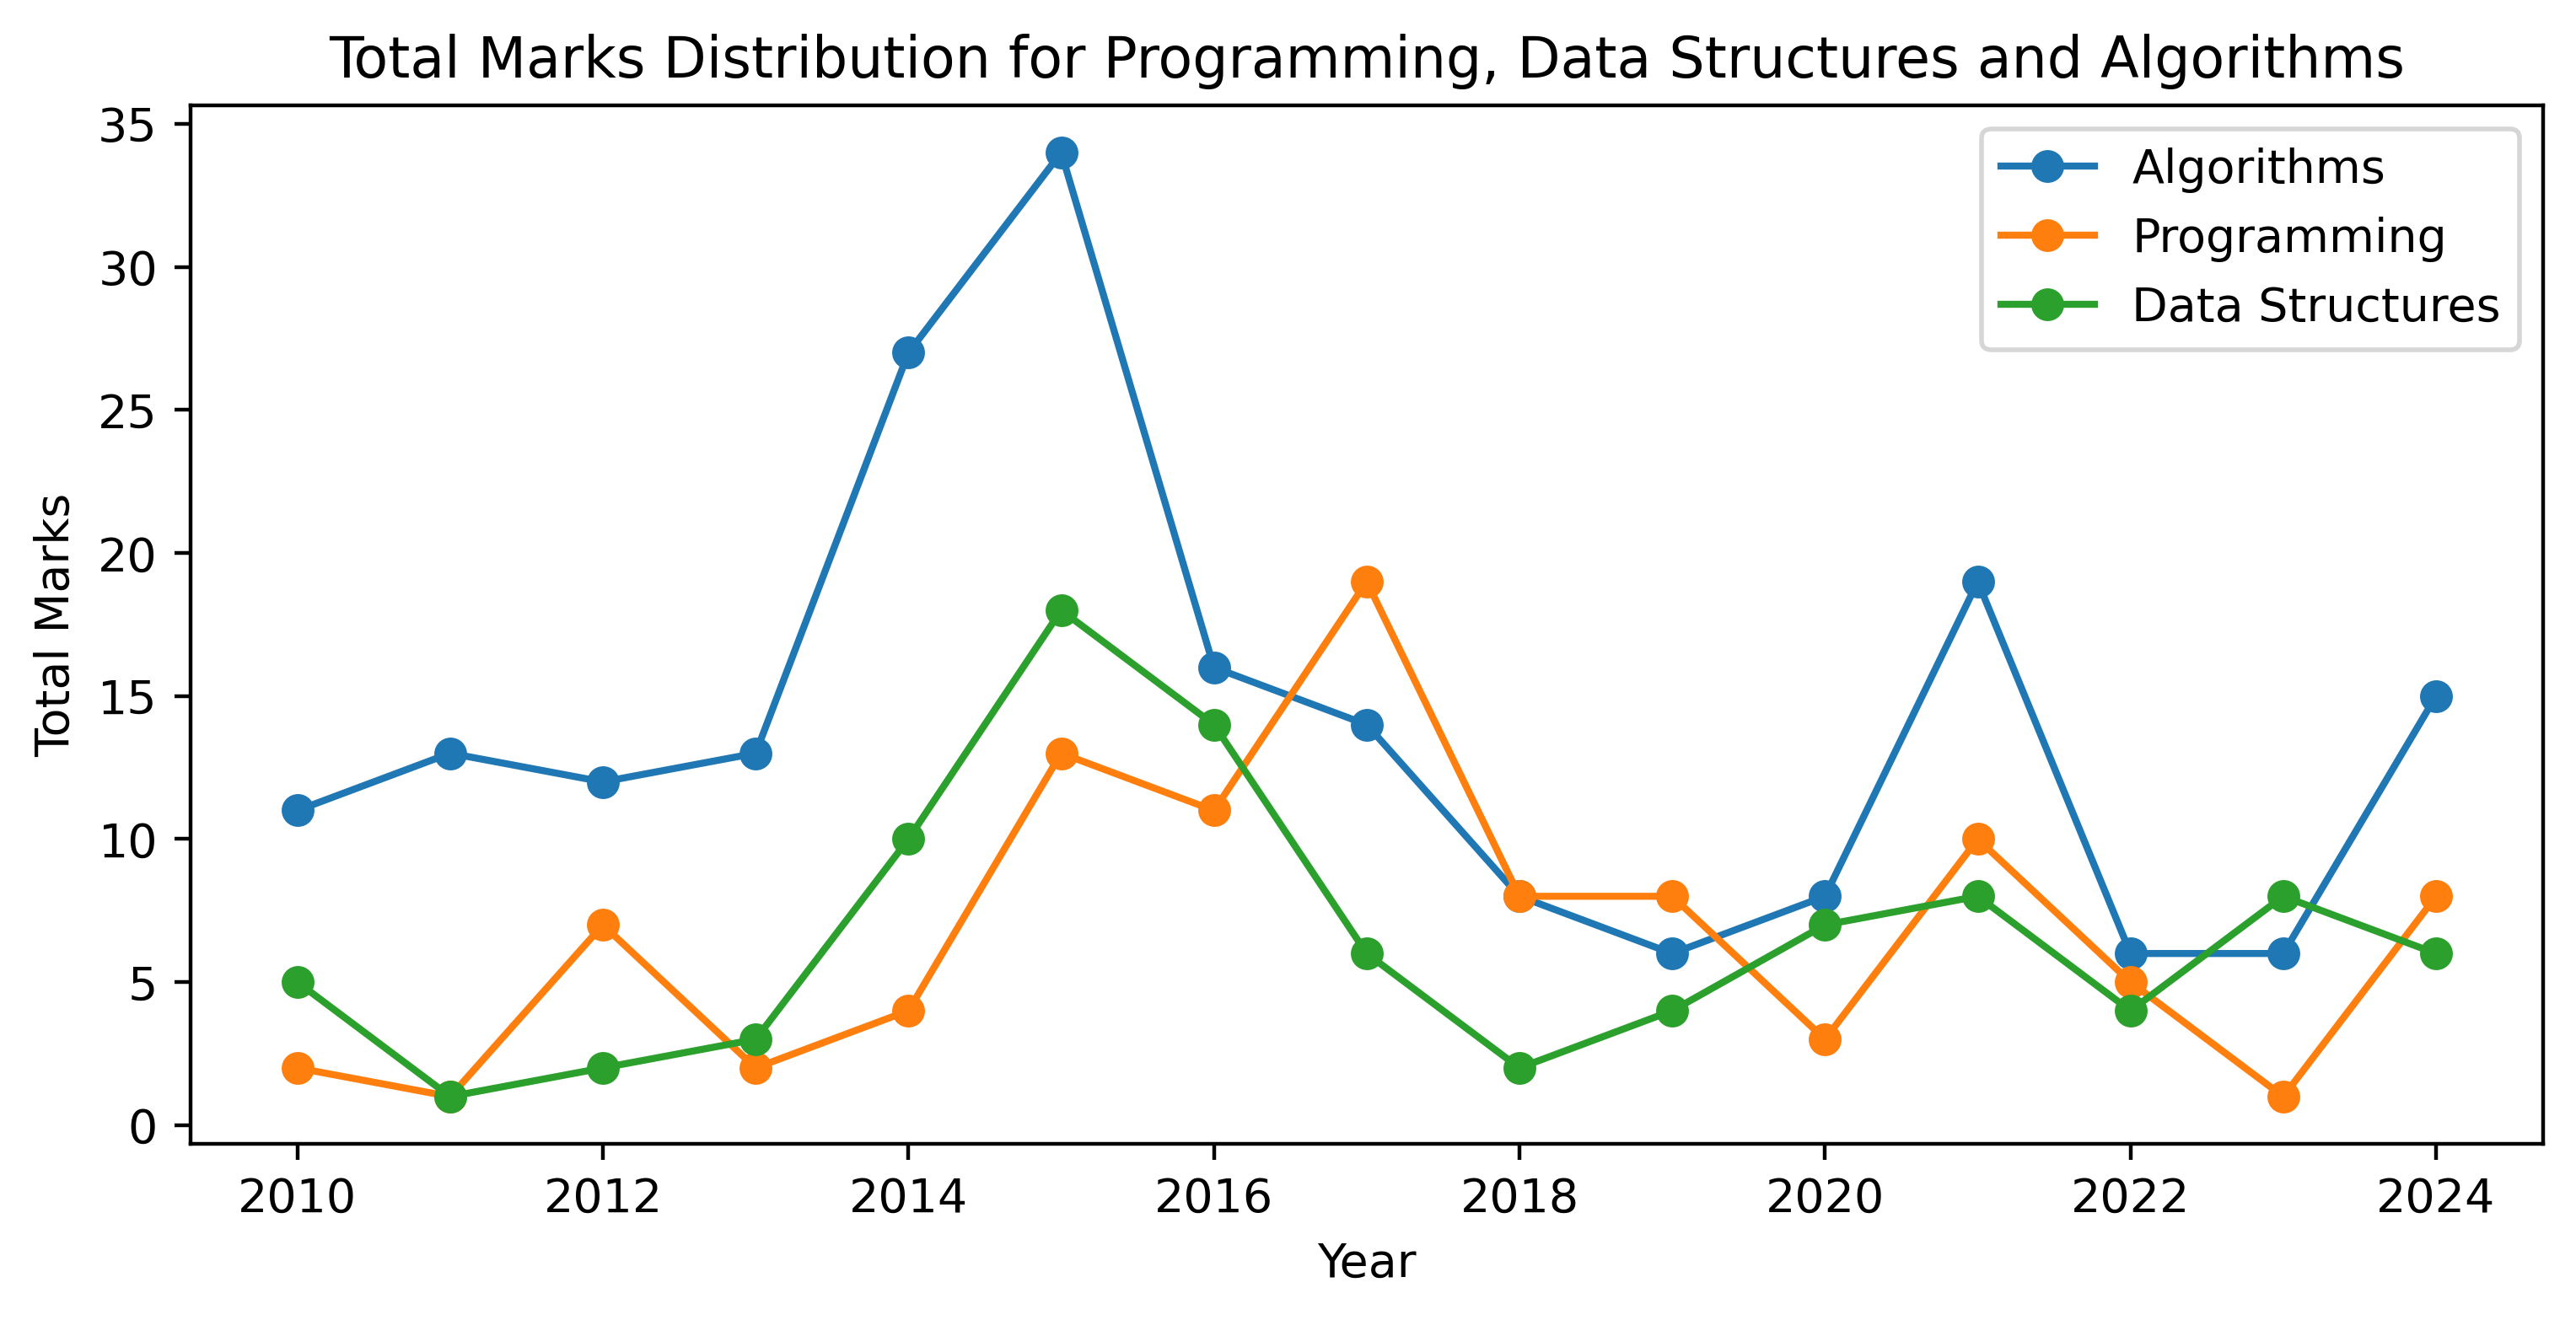 Total Marks Distribution for Programming, Data Structures and Algorithms
35
30
25
20
15
10
5
0
Total Marks
Algorithms
Programming
Data Structures
2010 2012 2014 2016 2018 2020 2022 2024
Year